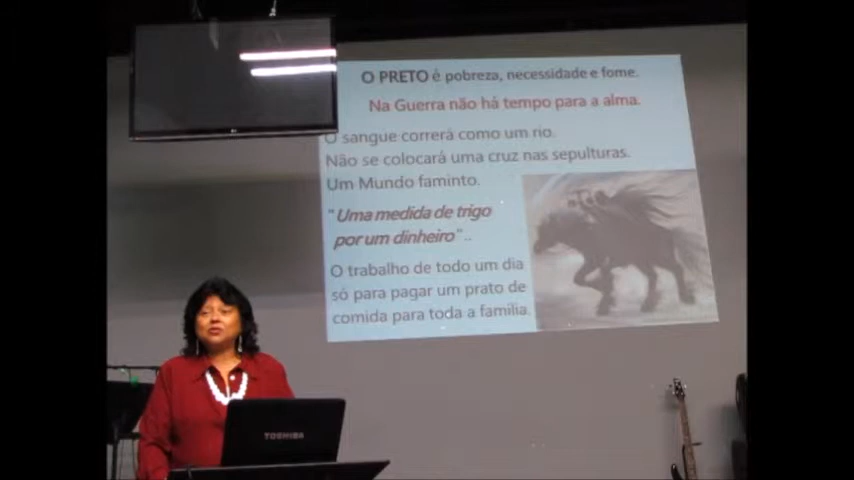 O PRETO é pobreza, necessidade e fome.
Na Guerra não há tempo para a alma.
O sangue correrá como um rio.
Não se colocará uma cruz nas sepulturas.
Um Mundo faminto.
"Uma medida de trigo
por um dinheiro"..
O trabalho de todo um dia
só para pagar um prato de
comida para toda a família.
TOSHIBA